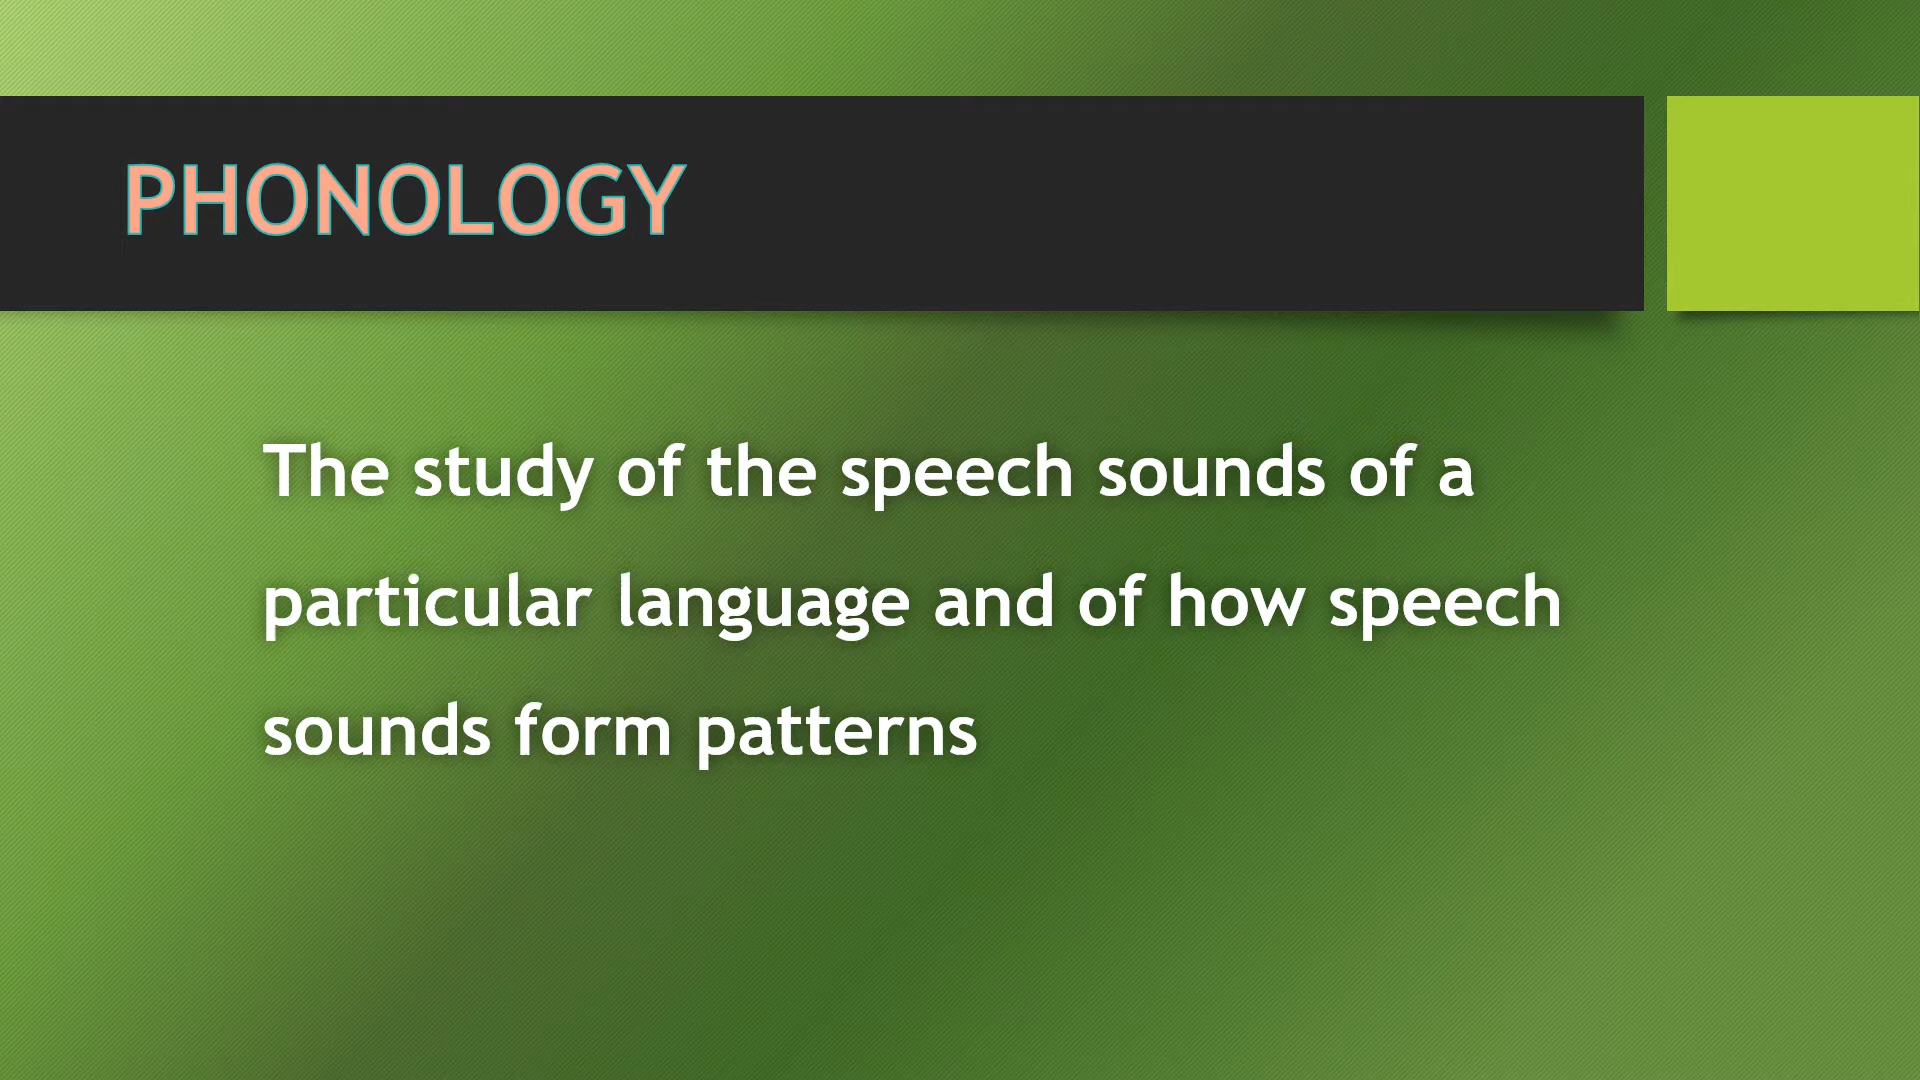 PHONOLOGY
The study of the speech sounds of a
particular language and of how speech
sounds form patterns